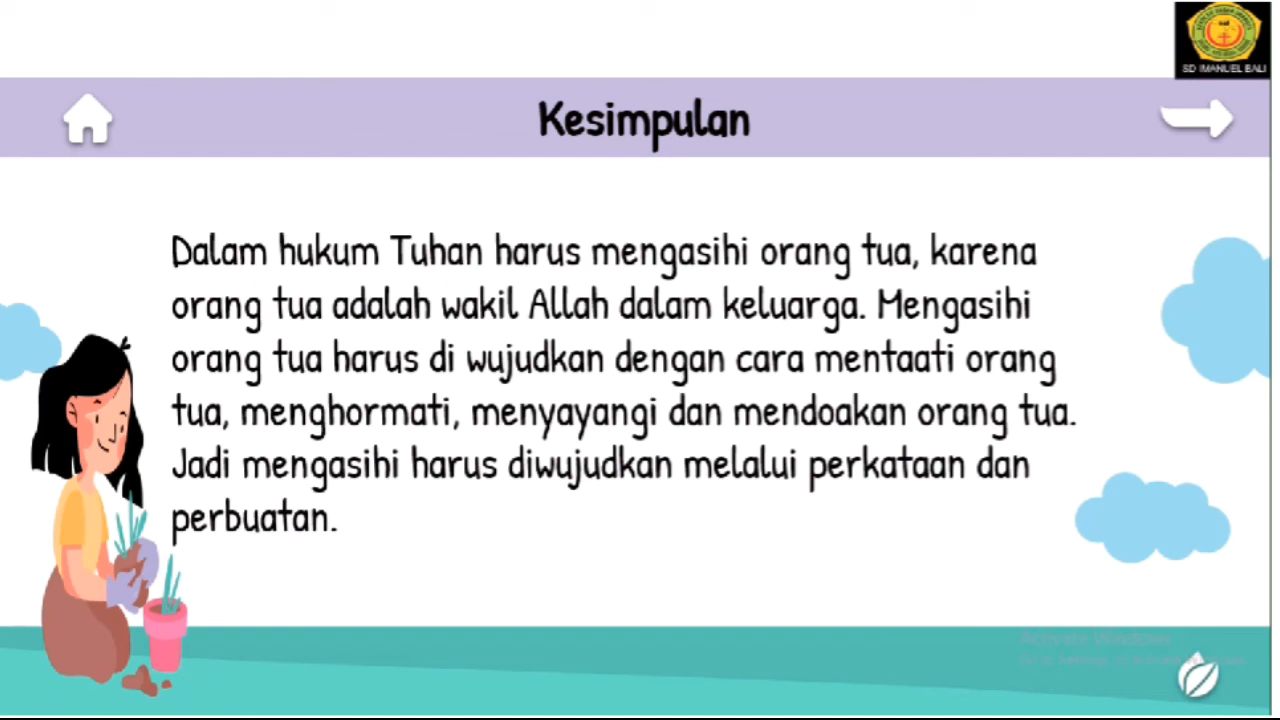 SD IMANUEL BALI
Kesimpulan
Dalam hukum Tuhan harus mengasihi orang tua, karena
orang tua adalah wakil Allah dalam keluarga. Mengasihi
orang tua harus di wujudkan dengan cara mentaati orang
tua, menghormati, menyayangi dan mendoakan orang tua.
Jadi mengasihi harus diwujudkan melalui perkataan dan
perbuatan.
Activate Windows